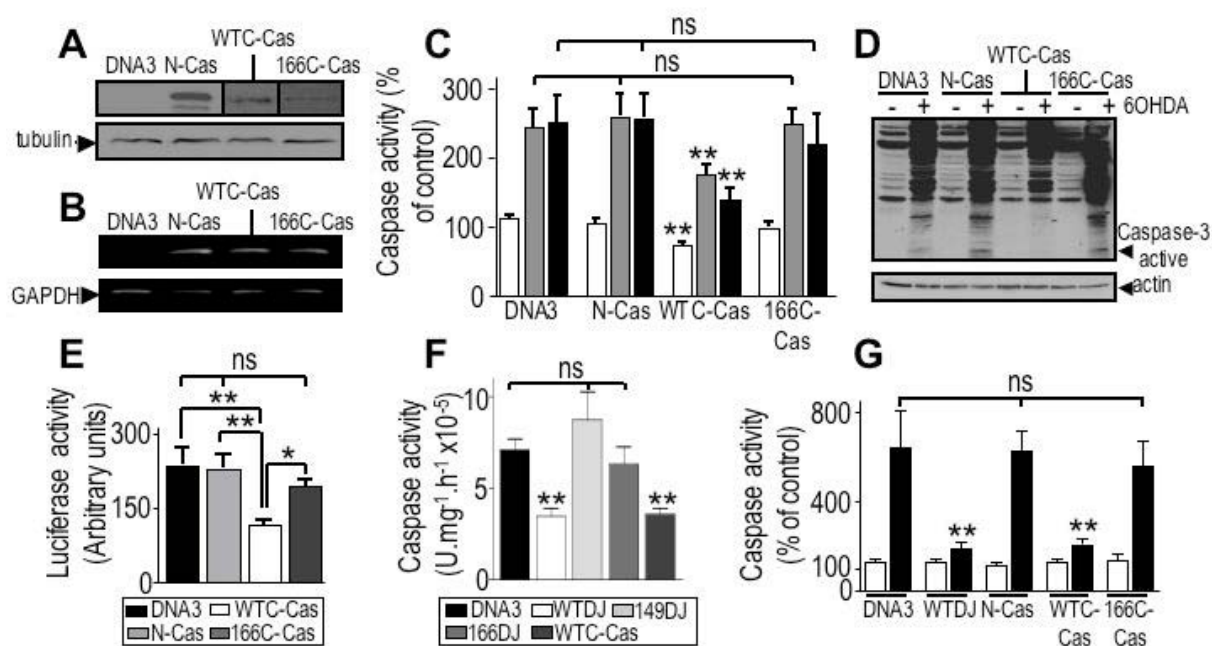 A
WTC-Cas
DNA3 N-Cas 166C-Cas
tubulin
B
WTC-Cas
DNA3 N-Cas 166C-Cas
GAPDH
C
ns
ns
Caspase activity (%
of control)
300
200
100
0
**
**
**
DNA3 N-Cas WTC-Cas 166C-
Cas
D
WTC-Cas
DNA3 N-Cas 166C-Cas
- + - + - + - + 6OHDA
Caspase-3
active
actin
E
ns
**
**
*
Luciferase activity
(Arbitrary units)
300
150
0
DNA3 WTC-Cas
N-Cas 166C-Cas
F
ns
Caspase activity
(U.mg⁻¹.h⁻¹ x10⁻⁵)
10
5
0
**
**
DNA3 WTDJ 149DJ
166DJ WTC-Cas
G
ns
Caspase activity
(% of control)
800
400
100
0
**
**
DNA3 WTDJ N-Cas WTC- 166C-
Cas Cas